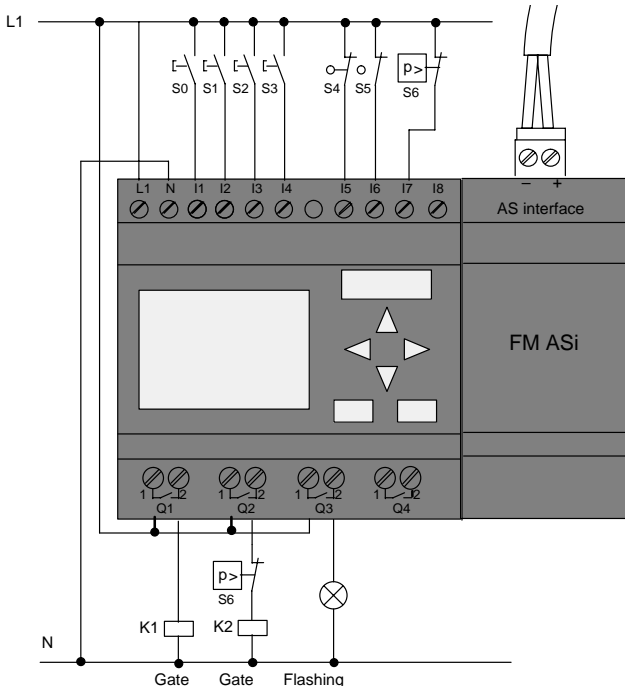 L1
p>
S0 S1 S2 S3 S4 S5 S6
L1 N I1 I2 I3 I4 I5 I6 I7 I8
– +
AS interface
FM ASi
1 2 1 2 1 2 1 2
Q1 Q2 Q3 Q4
p>
S6
K1 K2
N
Gate Gate Flashing